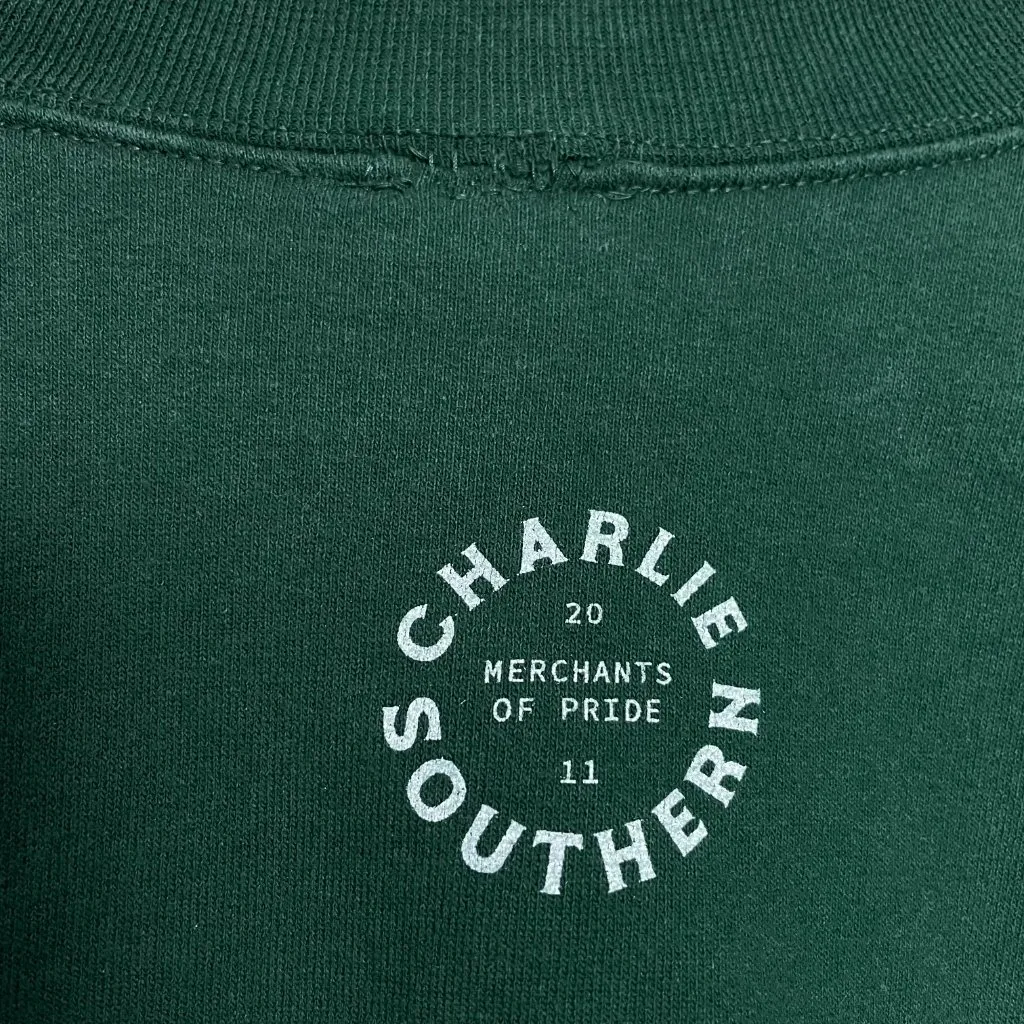 CHARLIE
20
MERCHANTS
OF PRIDE
11
SOUTHERN